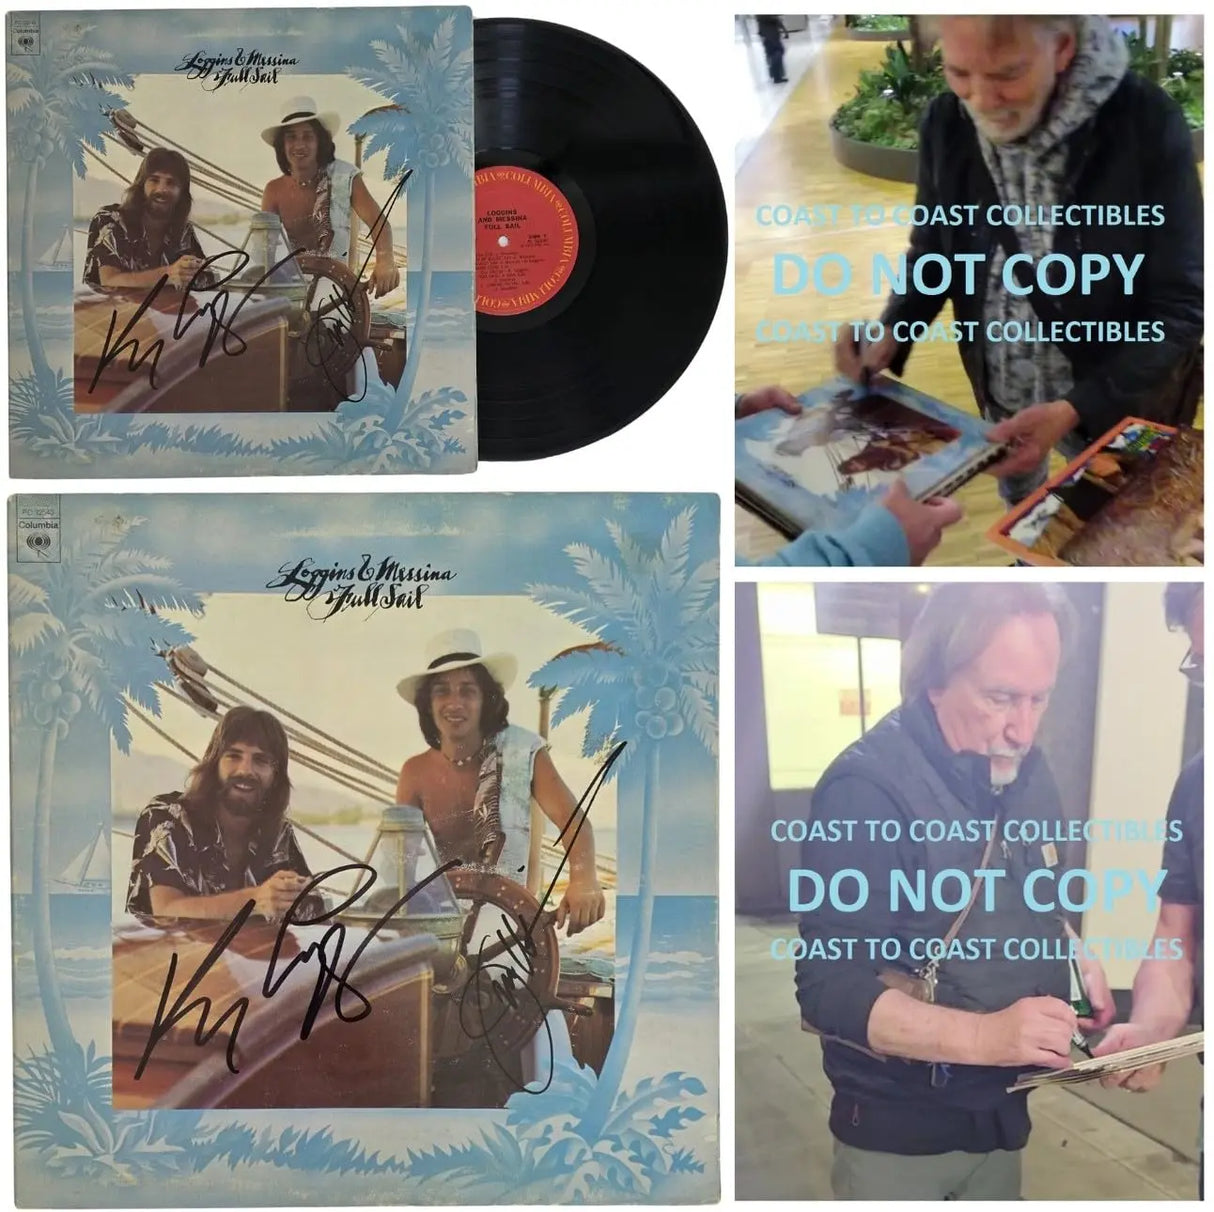 Columbia
Loggins & Messina
Full Sail
COLUMBIA
LOGGINS
AND MESSINA
FULL SAIL
COAST TO COAST COLLECTIBLES
DO NOT COPY
COAST TO COAST COLLECTIBLES
PC 32540
Columbia
Loggins & Messina
Full Sail
COAST TO COAST COLLECTIBLES
DO NOT COPY
COAST TO COAST COLLECTIBLES